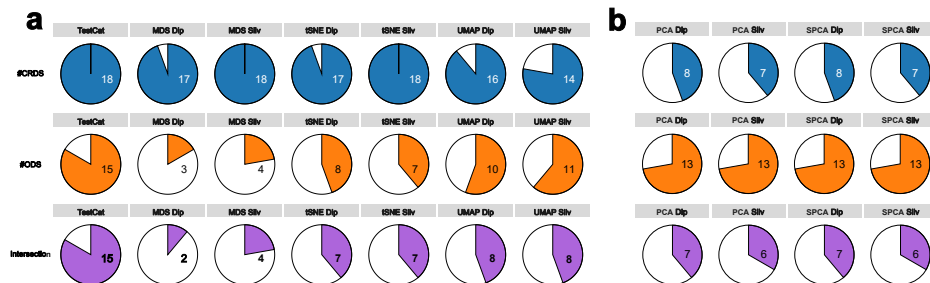 a b
TestCat MDS Dip MDS Silv tSNE Dip tSNE Silv UMAP Dip UMAP Silv PCA Dip PCA Silv SPCA Dip SPCA Silv
#CRDS 18 17 18 17 18 16 14 8 7 8 7
TestCat MDS Dip MDS Silv tSNE Dip tSNE Silv UMAP Dip UMAP Silv PCA Dip PCA Silv SPCA Dip SPCA Silv
#ODS 15 3 4 8 7 10 11 13 13 13 13
TestCat MDS Dip MDS Silv tSNE Dip tSNE Silv UMAP Dip UMAP Silv PCA Dip PCA Silv SPCA Dip SPCA Silv
Intersection 15 2 4 7 7 8 8 7 6 7 6